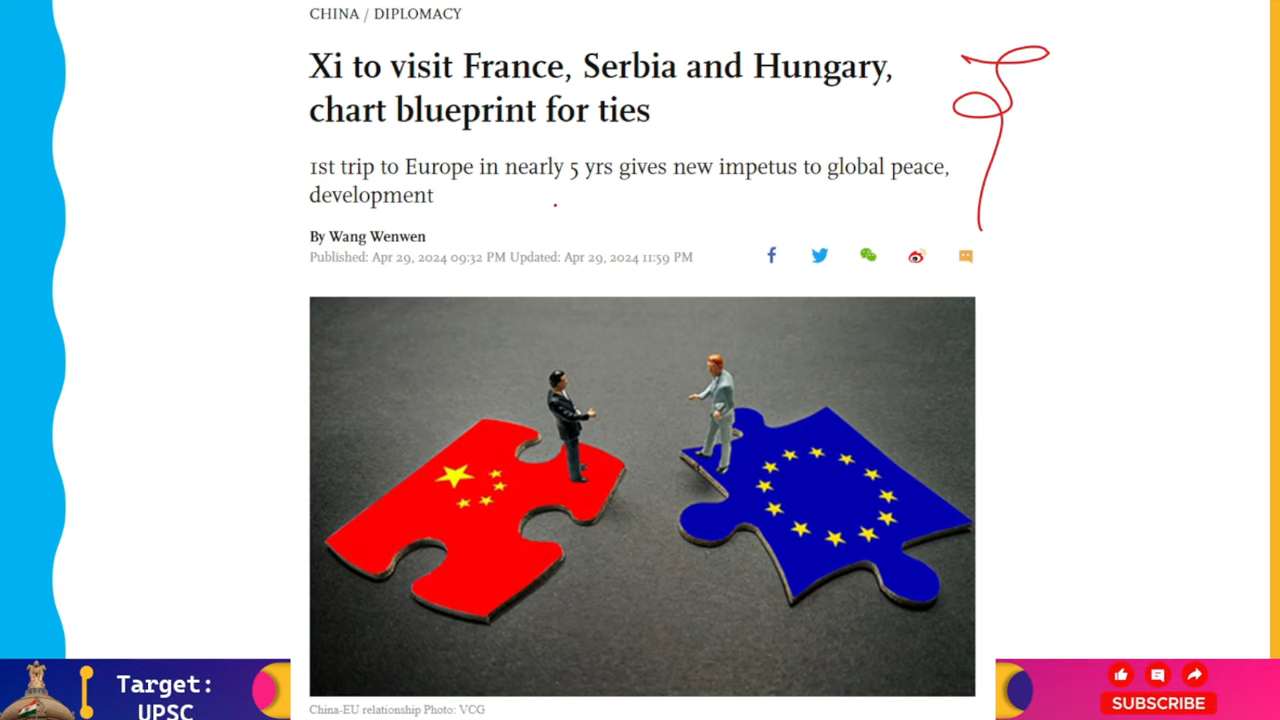 CHINA / DIPLOMACY
Xi to visit France, Serbia and Hungary,
chart blueprint for ties
1st trip to Europe in nearly 5 yrs gives new impetus to global peace,
development
By Wang Wenwen
Published: Apr 29, 2024 09:32 PM Updated: Apr 29, 2024 11:59 PM
China-EU relationship Photo: VCG
Target:
UPSC
SUBSCRIBE